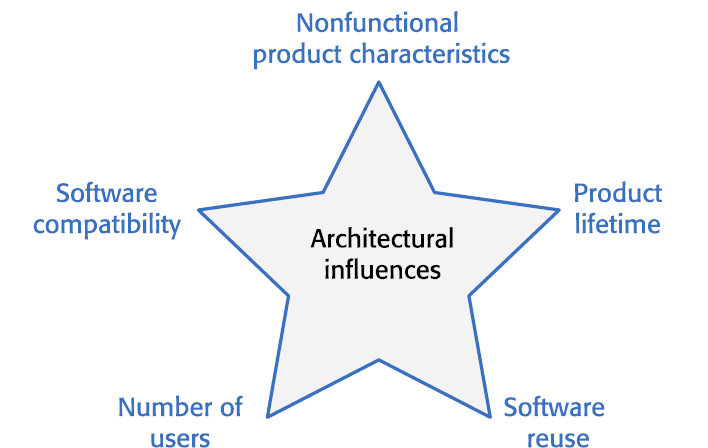 Nonfunctional
product characteristics
Software
compatibility
Product
lifetime
Architectural
influences
Number of
users
Software
reuse